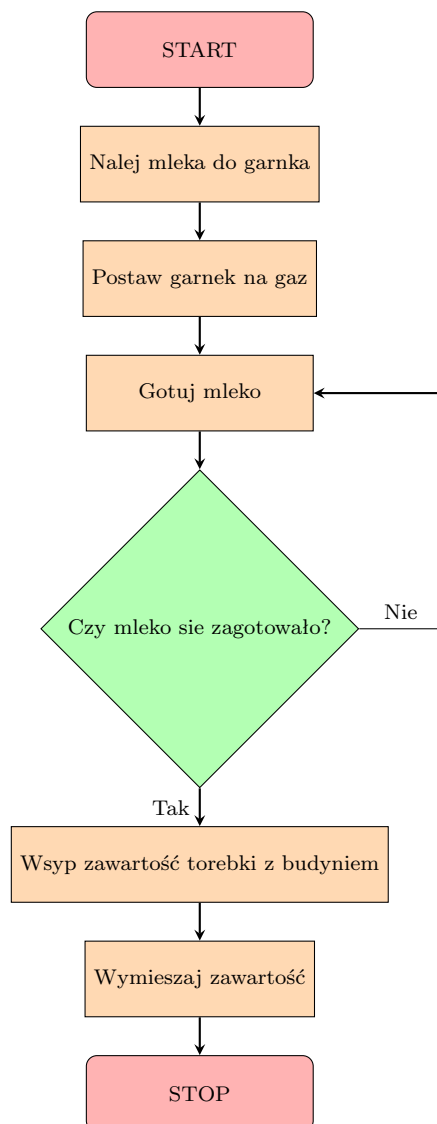 START
Nalej mleka do garnka
Postaw garnek na gaz
Gotuj mleko
Czy mleko sie zagotowało?
Nie
Tak
Wsyp zawartość torebki z budyniem
Wymieszaj zawartość
STOP